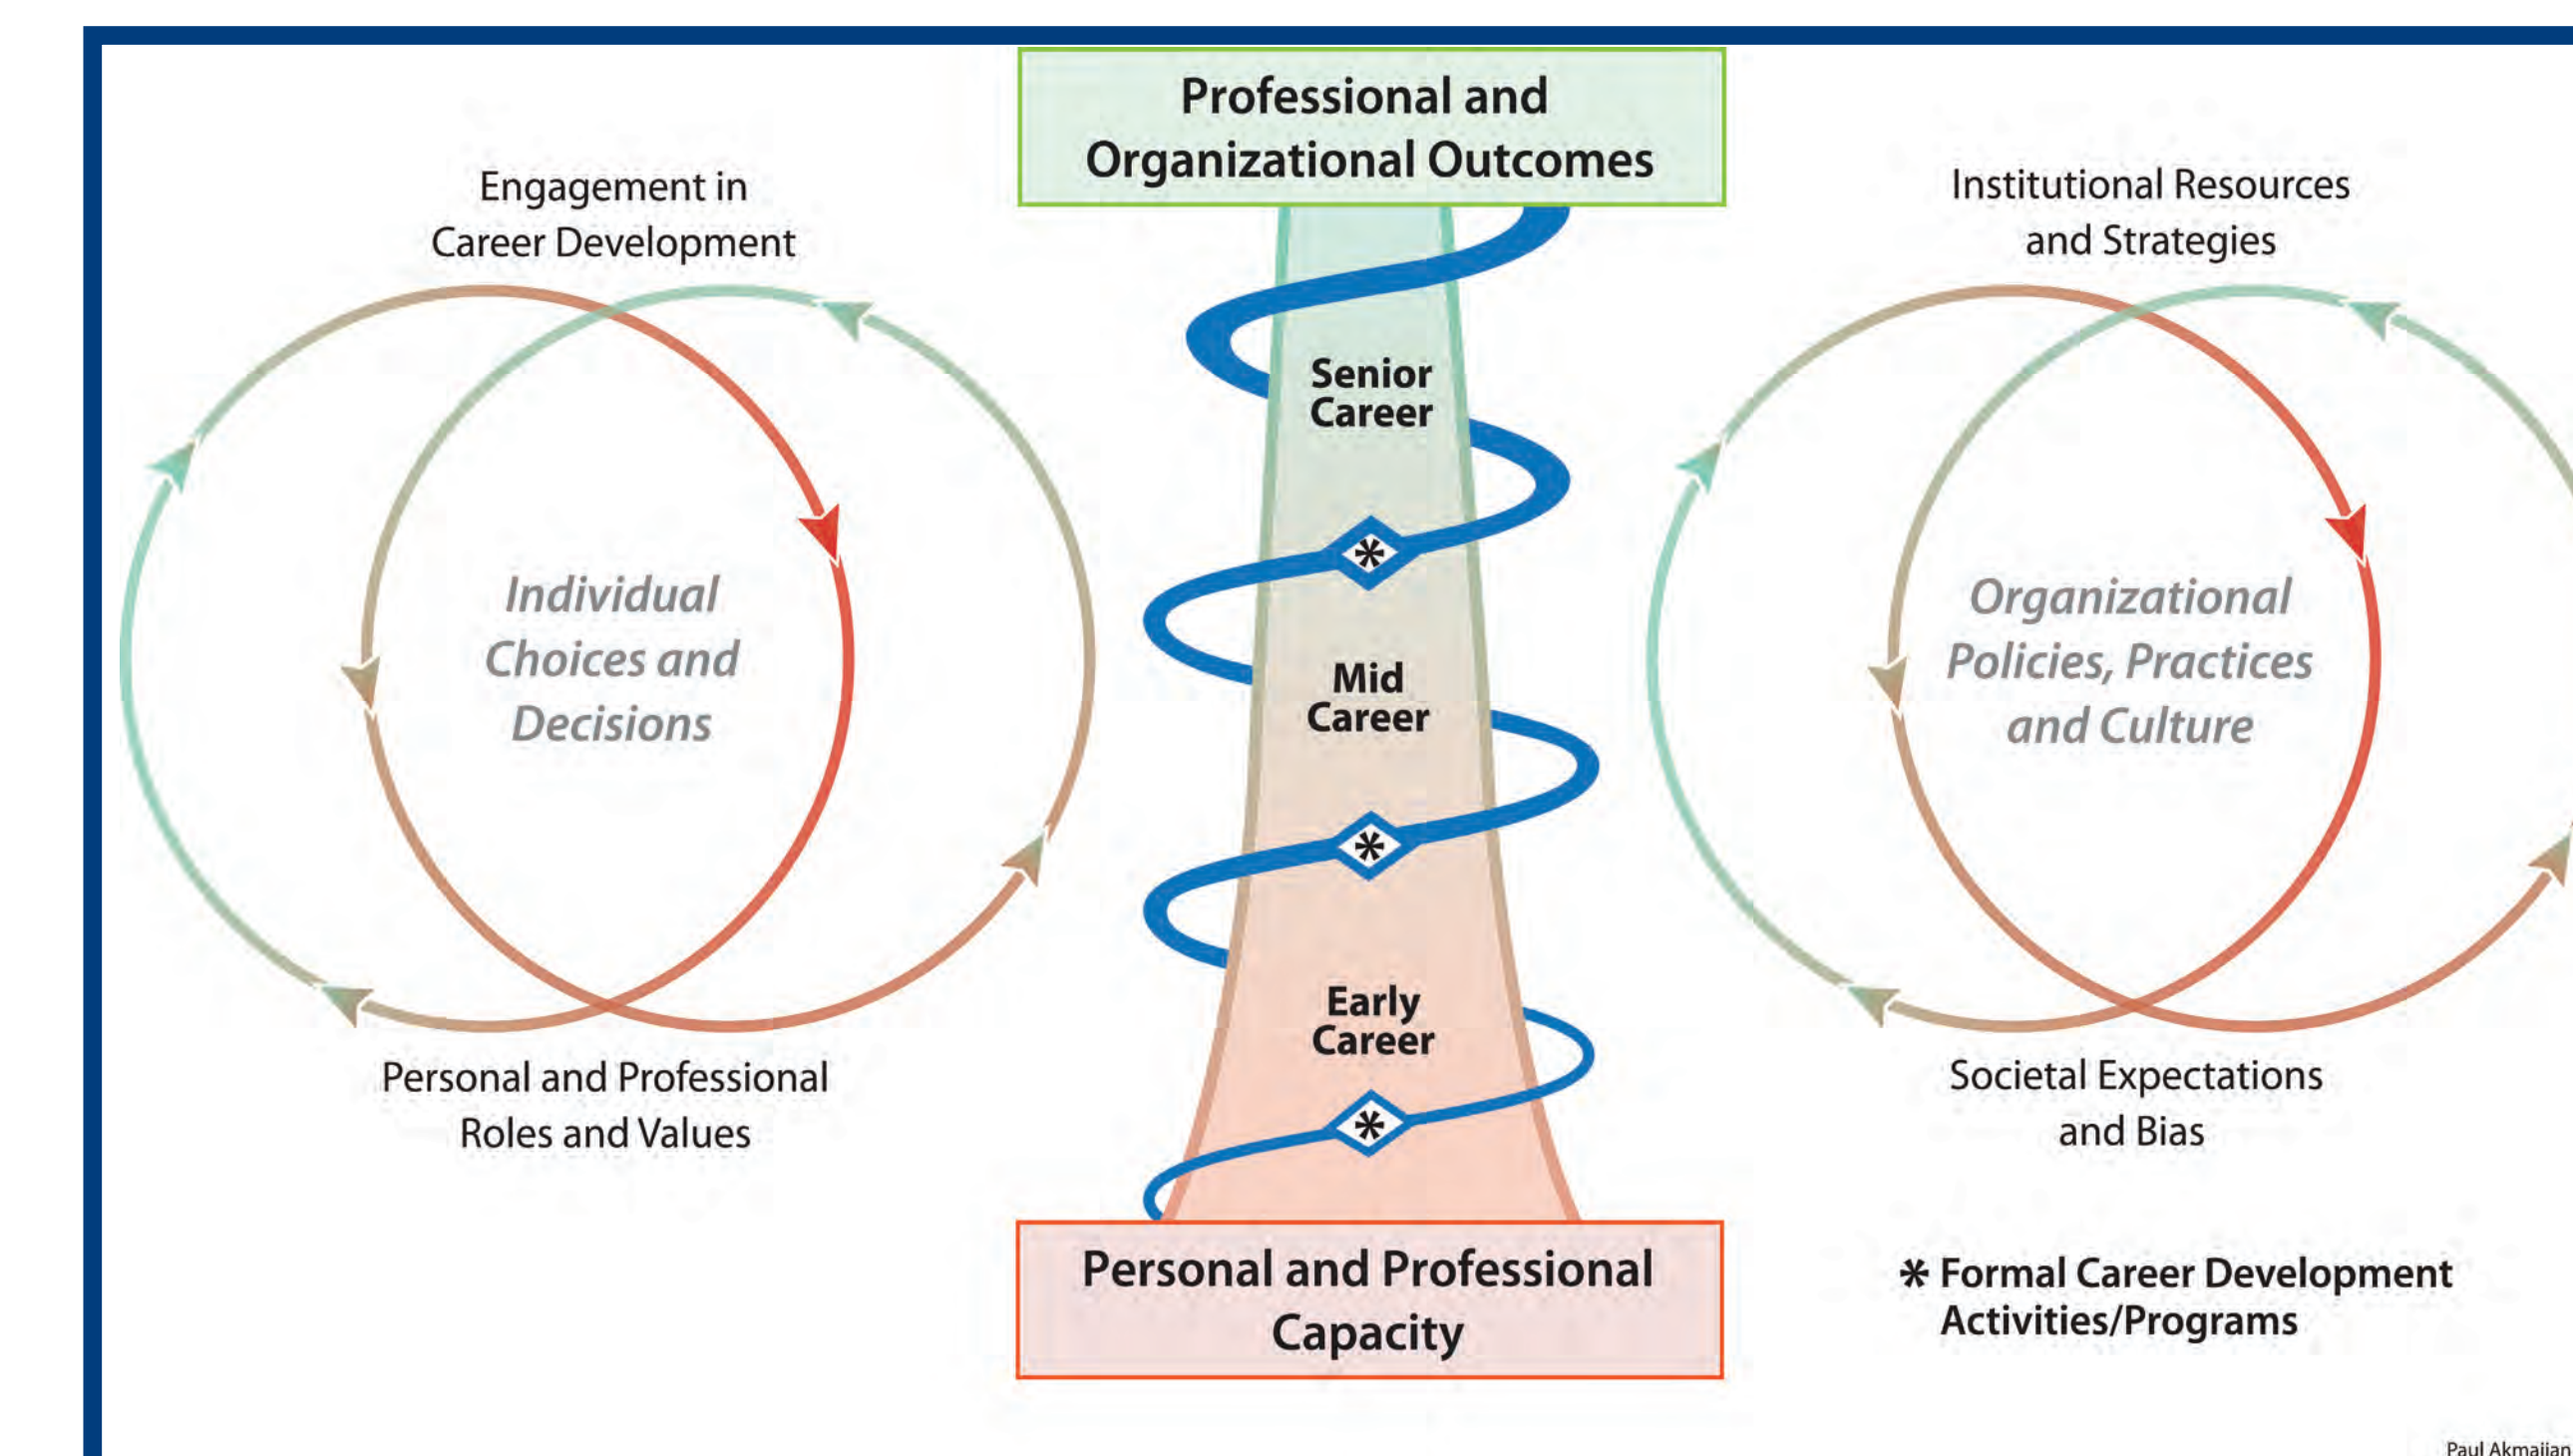 Professional and
Organizational Outcomes
Engagement in
Career Development
Individual
Choices and
Decisions
Personal and Professional
Roles and Values
Senior
Career
*
Mid
Career
*
Early
Career
*
Personal and Professional
Capacity
Institutional Resources
and Strategies
Organizational
Policies, Practices
and Culture
Societal Expectations
and Bias
* Formal Career Development
Activities/Programs
Paul Akmajian